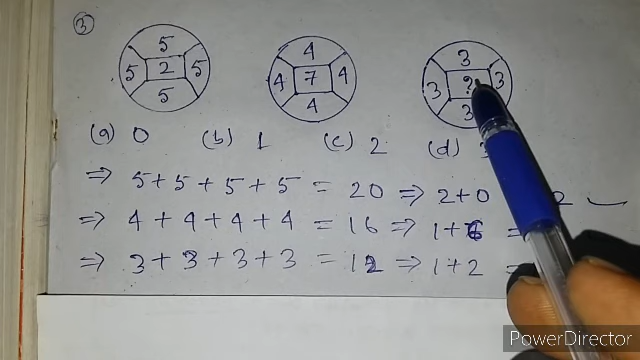 ③
5 5 2 5 5
4 4 7 4 4
3 3 ? 3 3
(a) 0 (b) 1 (c) 2 (d)
⇒ 5+5+5+5 = 20 ⇒ 2+0 2
⇒ 4+4+4+4 = 16 ⇒ 1+6 =
⇒ 3+3+3+3 = 12 ⇒ 1+2 =
PowerDirector